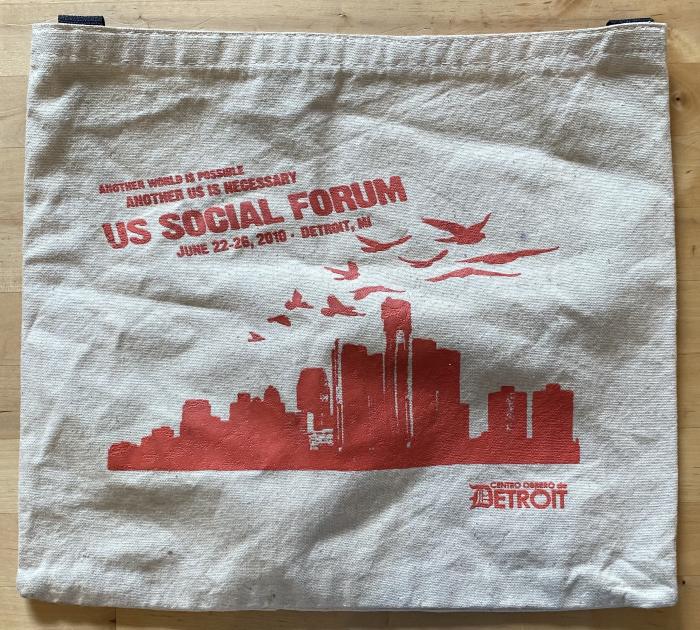 ANOTHER WORLD IS POSSIBLE
ANOTHER US IS NECESSARY
US SOCIAL FORUM
JUNE 22-26, 2010 · DETROIT, MI
CENTRO OBRERO de
DETROIT